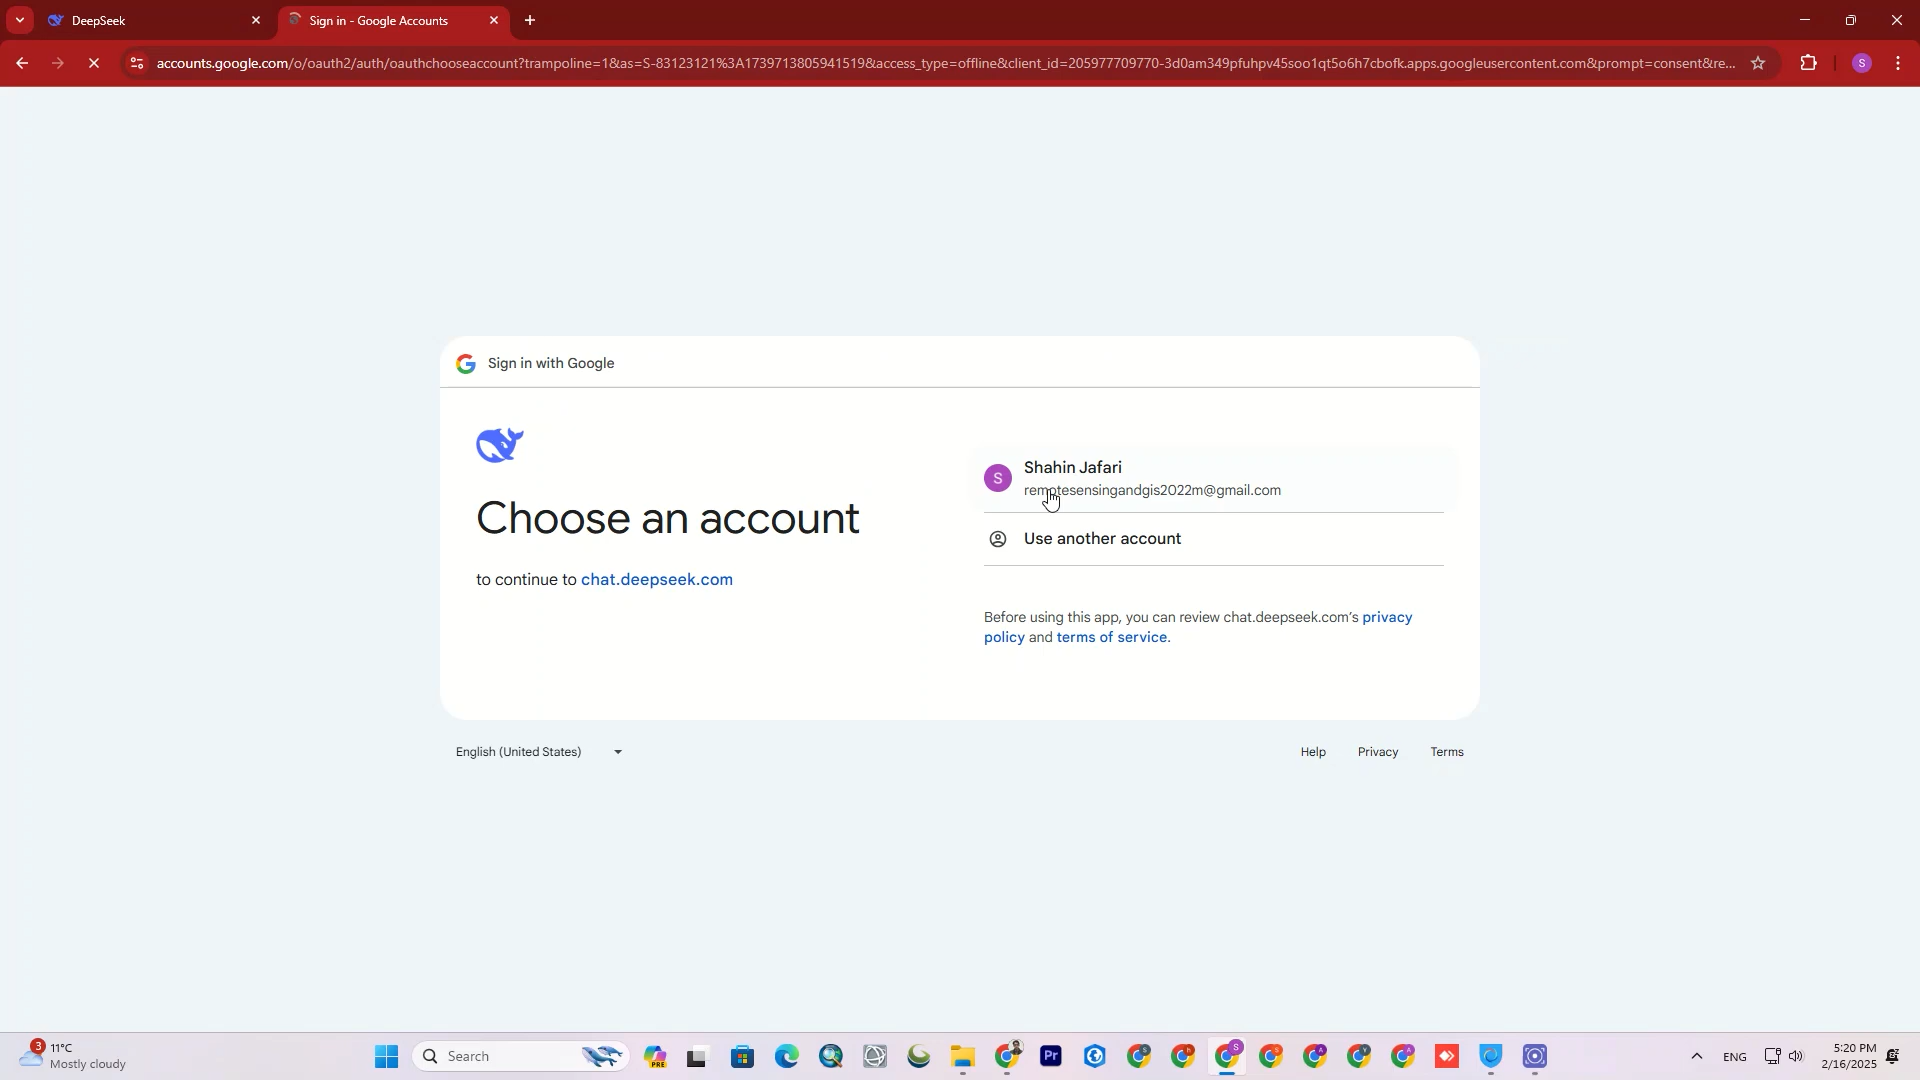 DeepSeek
Sign in - Google Accounts
accounts.google.com/o/oauth2/auth/oauthchooseaccount?trampoline=1&as=S-83123121%3A1739713805941519&access_type=offline&client_id=205977709770-3d0am349pfuhpv45soo1qt5o6h7cbofk.apps.googleusercontent.com&prompt=consent&re...
S
Sign in with Google
Choose an account
to continue to chat.deepseek.com
S
Shahin Jafari
remotesensingandgis2022m@gmail.com
Use another account
Before using this app, you can review chat.deepseek.com's privacy
policy and terms of service.
English (United States)
Help
Privacy
Terms
3
11°C
Mostly cloudy
Search
PRE
Pr
S
ENG
5:20 PM
2/16/2025